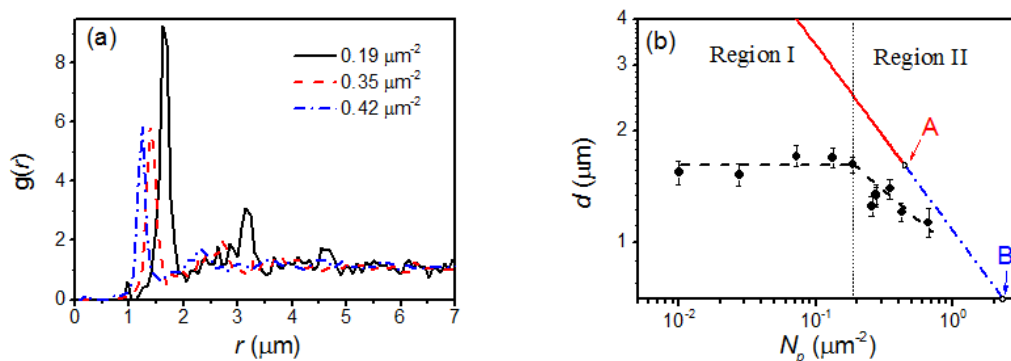 (a)
0.19 μm⁻²
0.35 μm⁻²
0.42 μm⁻²
g(r)
8
6
4
2
0
0 1 2 3 4 5 6 7
r (μm)
(b)
Region I
Region II
A
B
d (μm)
4
3
2
1
10⁻² 10⁻¹ 10⁰
Nₚ (μm⁻²)